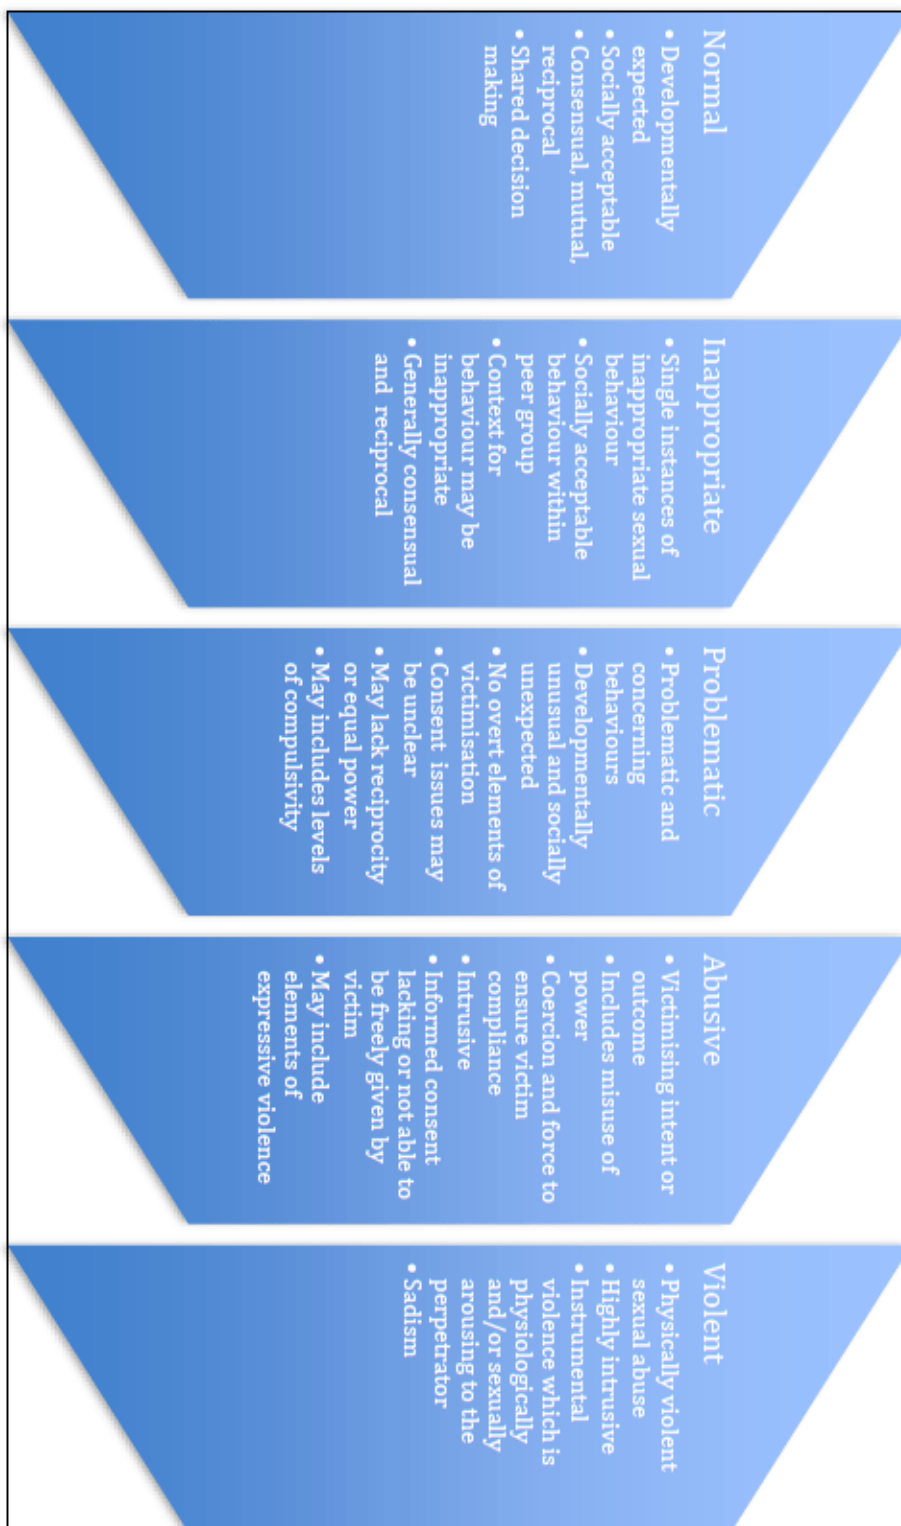 Normal
• Developmentally
expected
• Socially acceptable
• Consensual, mutual,
reciprocal
• Shared decision
making
Inappropriate
• Single instances of
inappropriate sexual
behaviour
• Socially acceptable
behaviour within
peer group
• Context for
behaviour may be
inappropriate
• Generally consensual
and reciprocal
Problematic
• Problematic and
concerning
behaviours
• Developmentally
unusual and socially
unexpected
• No overt elements of
victimisation
• Consent issues may
be unclear
• May lack reciprocity
or equal power
• May includes levels
of compulsivity
Abusive
• Victimising intent or
outcome
• Includes misuse of
power
• Coercion and force to
ensure victim
compliance
• Intrusive
• Informed consent
lacking or not able to
be freely given by
victim
• May include
elements of
expressive violence
Violent
• Physically violent
sexual abuse
• Highly intrusive
• Instrumental
violence which is
physiologically
and/or sexually
arousing to the
perpetrator
• Sadism